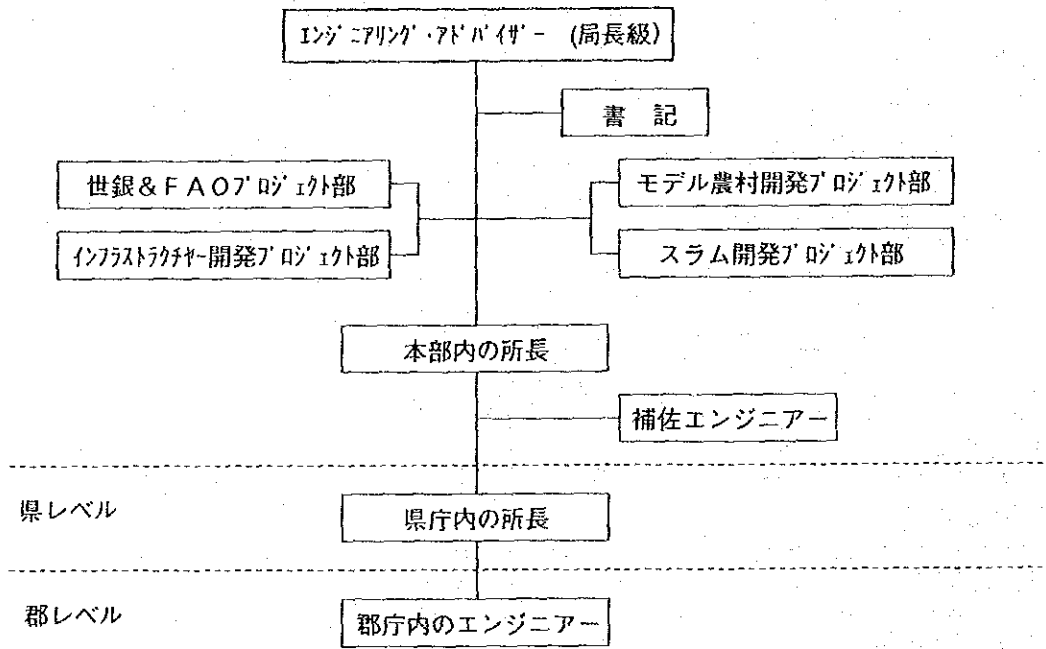 エンジニアリング・アドバイザー (局長級)
書 記
世銀&FAOプロジェクト部
モデル農村開発プロジェクト部
インフラストラクチャー開発プロジェクト部
スラム開発プロジェクト部
本部内の所長
補佐エンジニアー
県レベル
県庁内の所長
郡レベル
郡庁内のエンジニアー